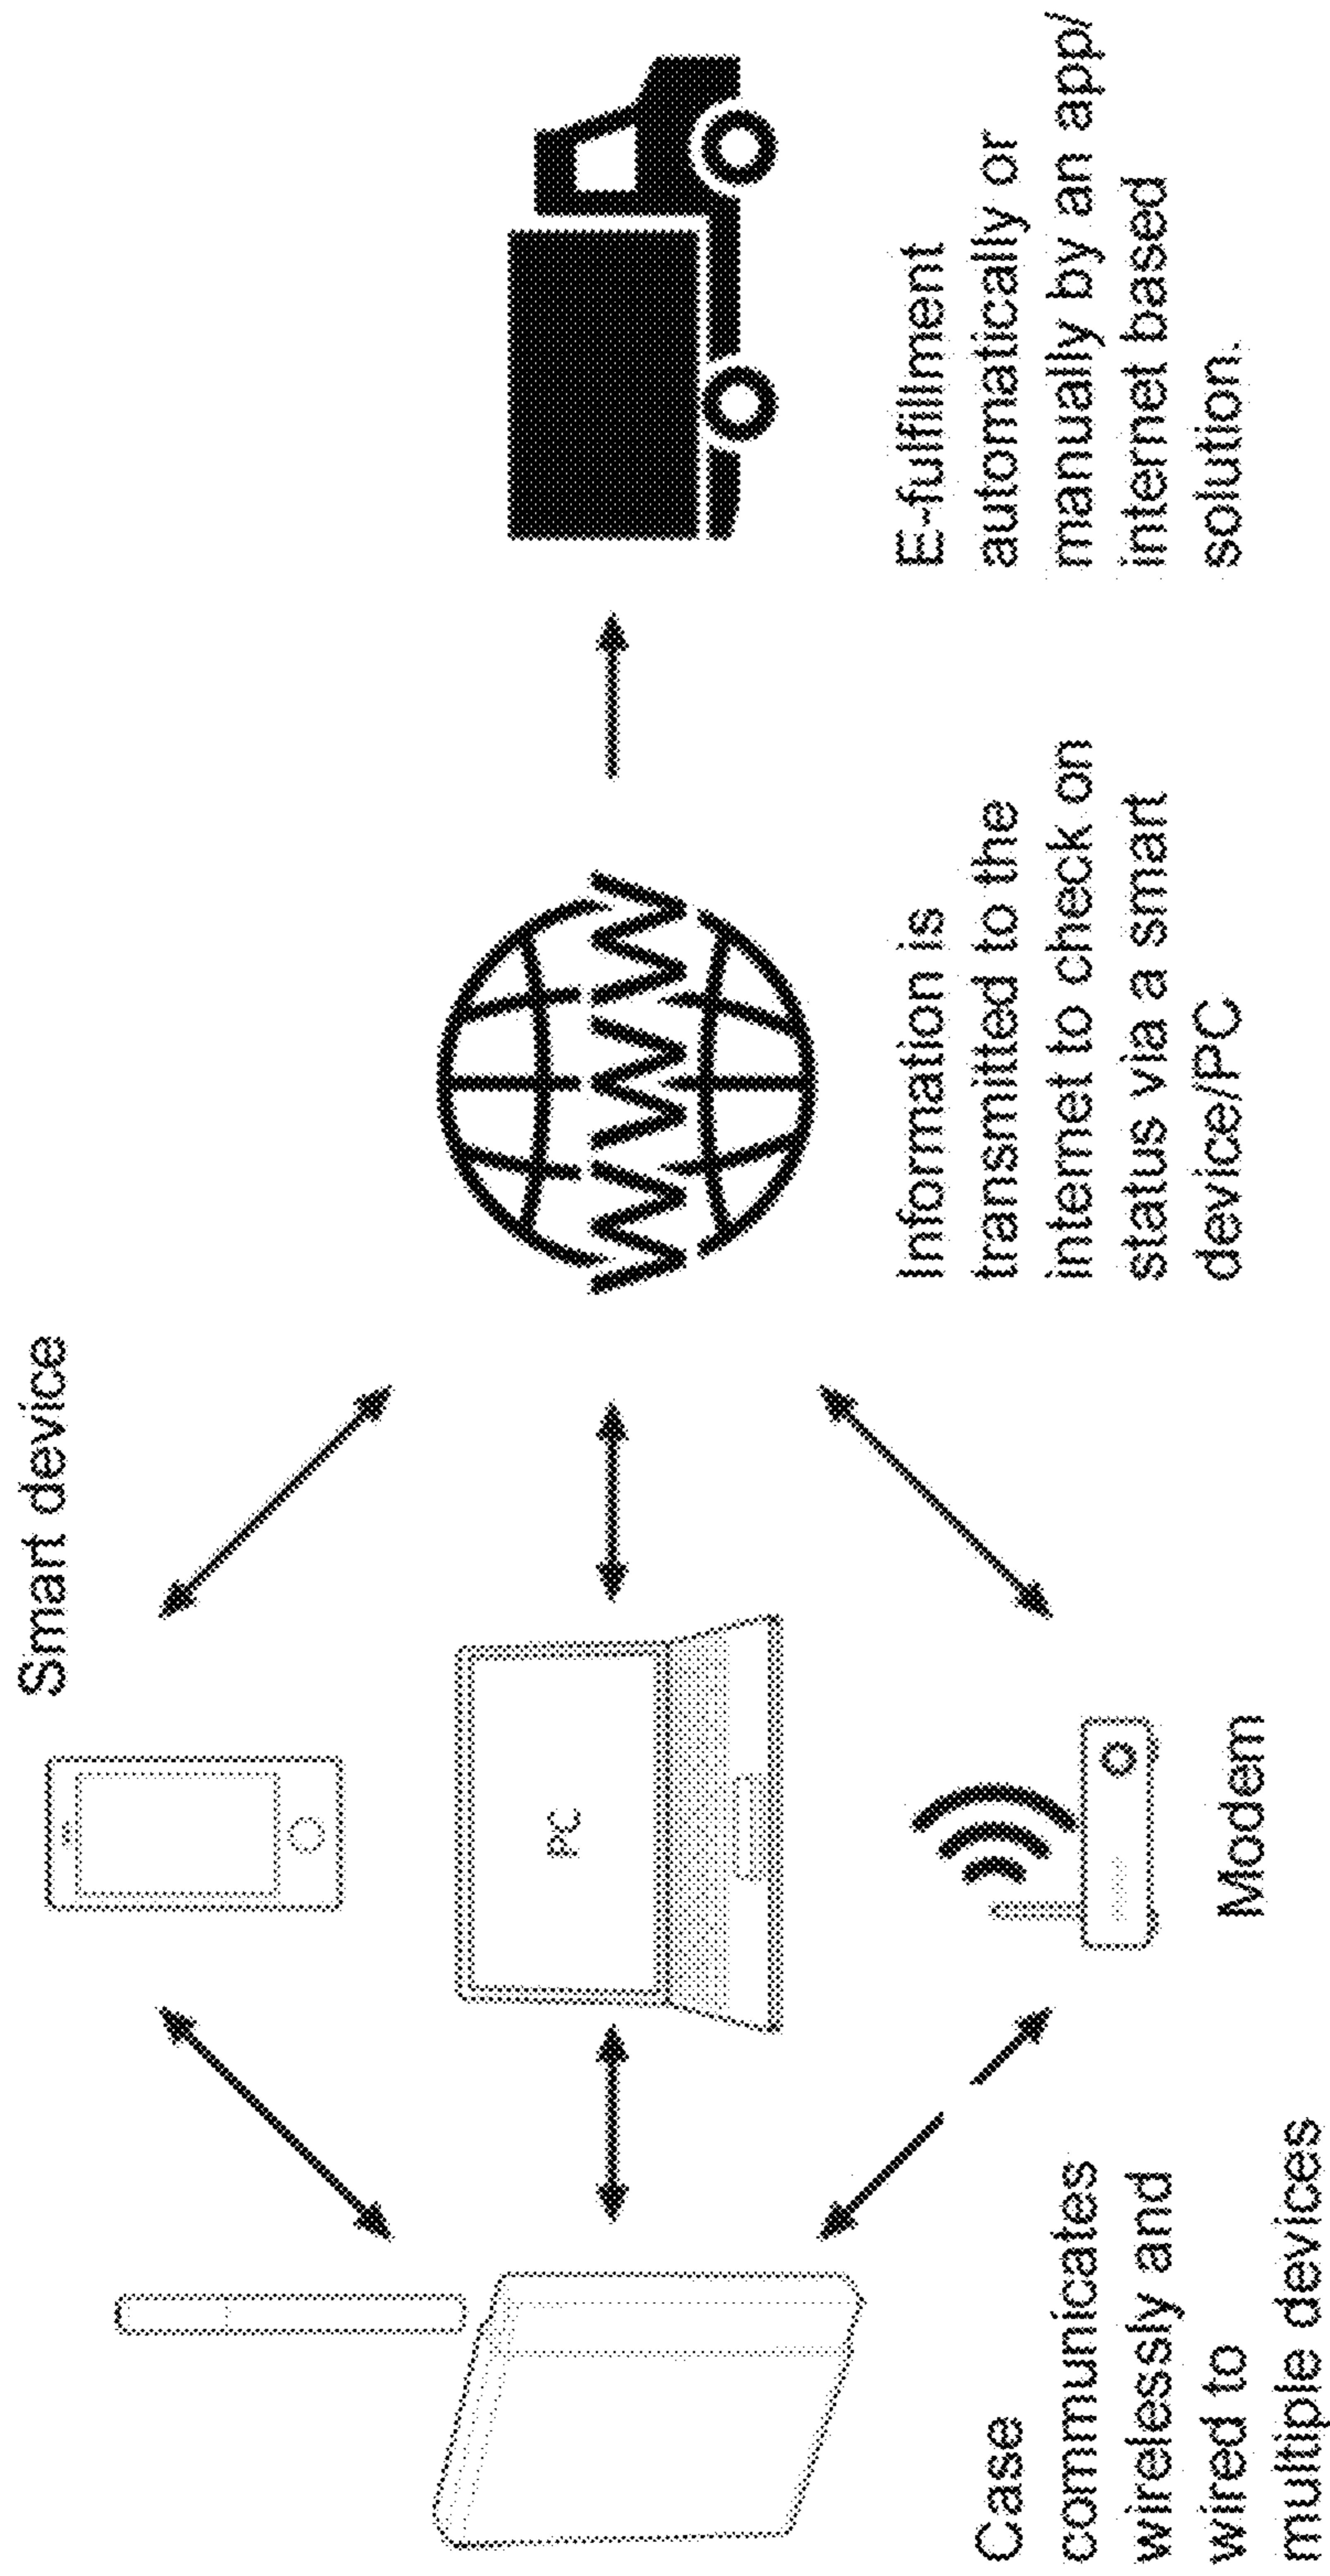 Smart device
PC
WWW
Modem
Case
communicates
wirelessly and
wired to
multiple devices
Information is
transmitted to the
internet to check on
status via a smart
device/PC
E-fulfillment
automatically or
manually by an app/
internet based
solution.